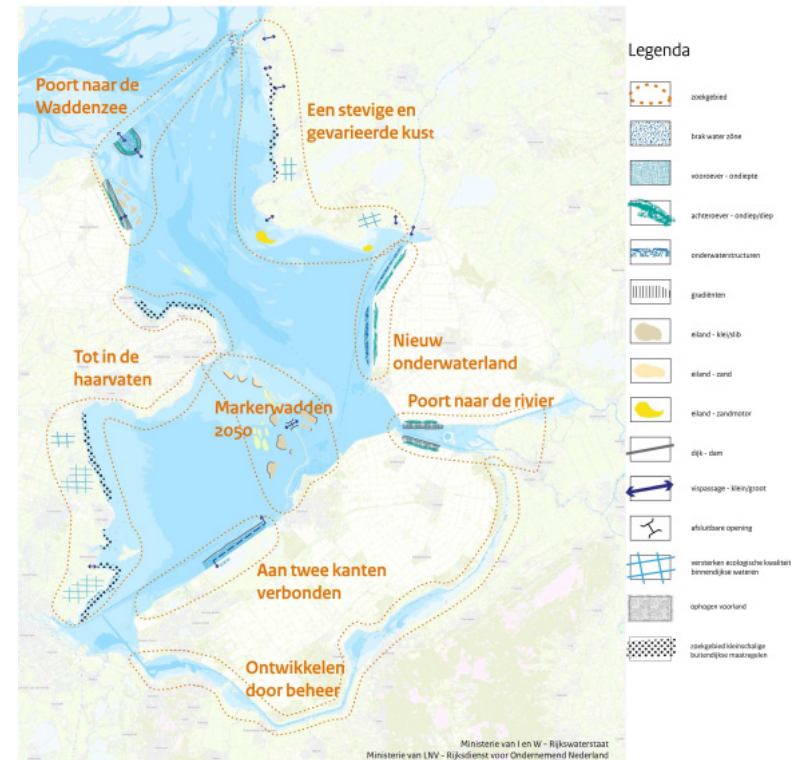 Poort naar de
Waddenzee
Een stevige en
gevarieerde kust
Tot in de
haarvaten
Nieuw
onderwaterland
Markerwadden
2050
Poort naar de rivier
Aan twee kanten
verbonden
Ontwikkelen
door beheer
Ministerie van I en W – Rijkswaterstaat
Ministerie van LNV – Rijksdienst voor Ondernemend Nederland
Legenda
zoekgebied
brak water zône
vooroever - ondiepte
achteroever - ondiep/diep
onderwaterstructuren
gradiënten
eiland - klei/slib
eiland - zand
eiland - zandmotor
dijk - dam
vispassage - klein/groot
afsluitbare opening
versterken ecologische kwaliteit
binnendijkse wateren
ophogen voorland
zoekgebied kleinschalige
buitendijkse maatregelen